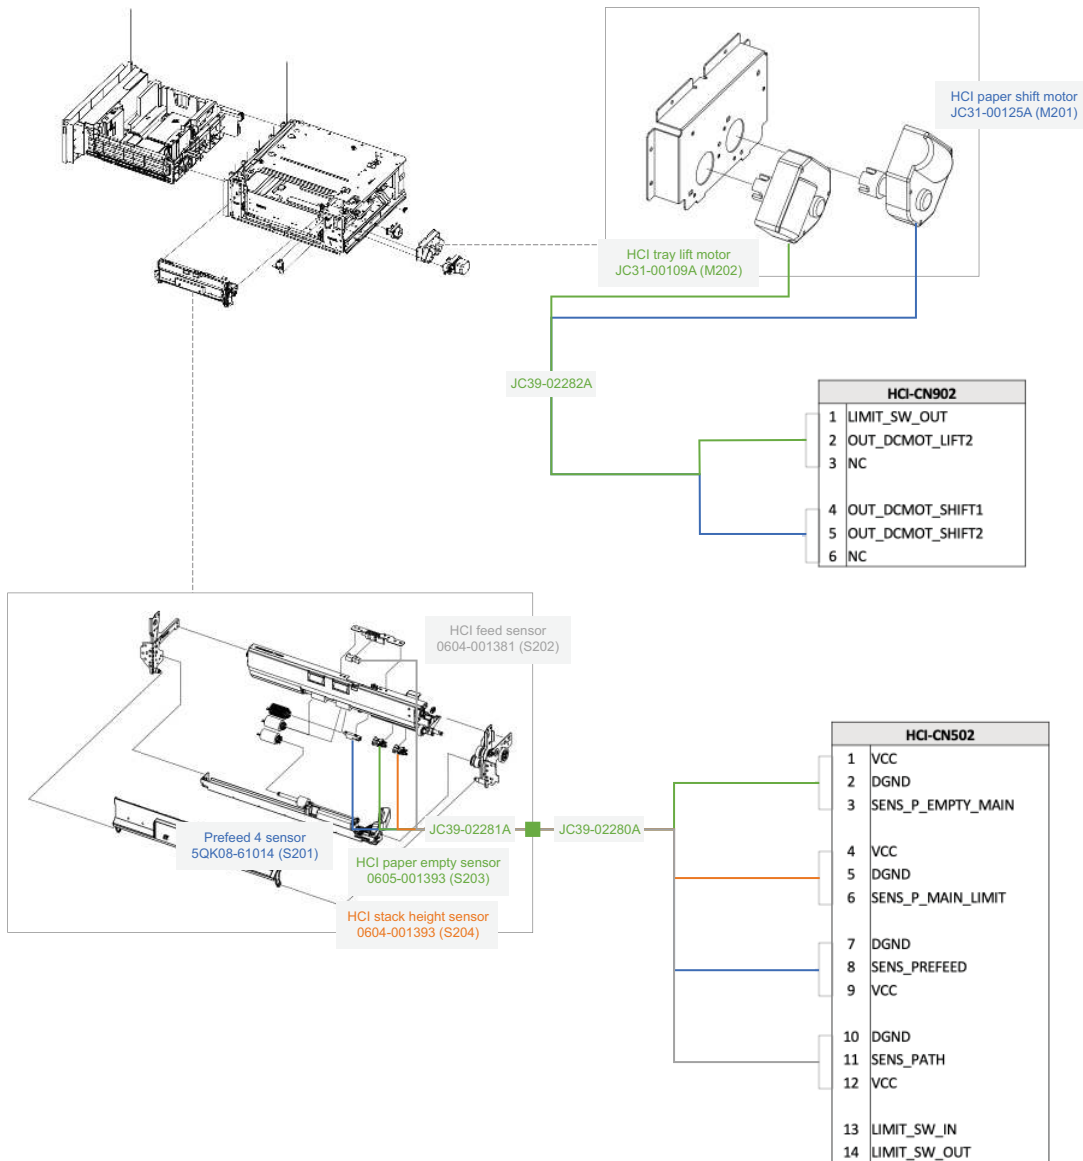 HCI paper shift motor
JC31-00125A (M201)
HCI tray lift motor
JC31-00109A (M202)
JC39-02282A
HCI-CN902
1 LIMIT_SW_OUT
2 OUT_DCMOT_LIFT2
3 NC
4 OUT_DCMOT_SHIFT1
5 OUT_DCMOT_SHIFT2
6 NC
HCI feed sensor
0604-001381 (S202)
Prefeed 4 sensor
5QK08-61014 (S201)
JC39-02281A
JC39-02280A
HCI paper empty sensor
0605-001393 (S203)
HCI stack height sensor
0604-001393 (S204)
HCI-CN502
1 VCC
2 DGND
3 SENS_P_EMPTY_MAIN
4 VCC
5 DGND
6 SENS_P_MAIN_LIMIT
7 DGND
8 SENS_PREFEED
9 VCC
10 DGND
11 SENS_PATH
12 VCC
13 LIMIT_SW_IN
14 LIMIT_SW_OUT